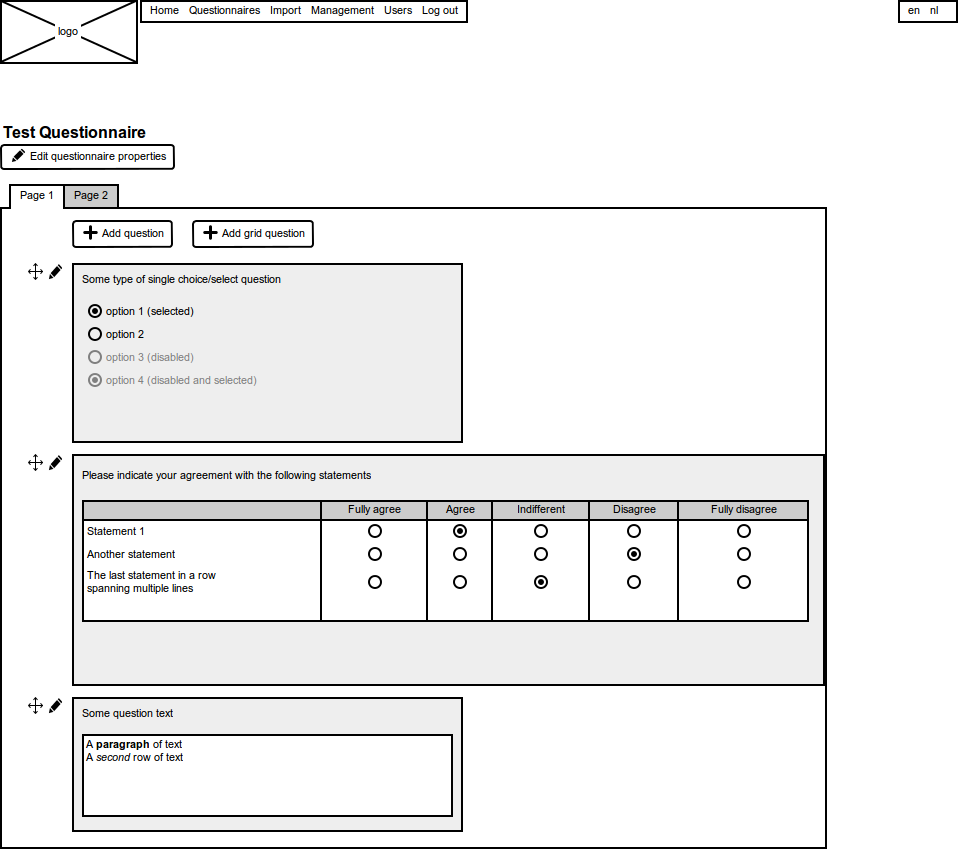 logo
Home Questionnaires Import Management Users Log out
en nl
Test Questionnaire
Edit questionnaire properties
Page 1 Page 2
Add question Add grid question
Some type of single choice/select question
option 1 (selected)
option 2
option 3 (disabled)
option 4 (disabled and selected)
Please indicate your agreement with the following statements
Fully agree Agree Indifferent Disagree Fully disagree
Statement 1
Another statement
The last statement in a row
spanning multiple lines
Some question text
A paragraph of text
A second row of text